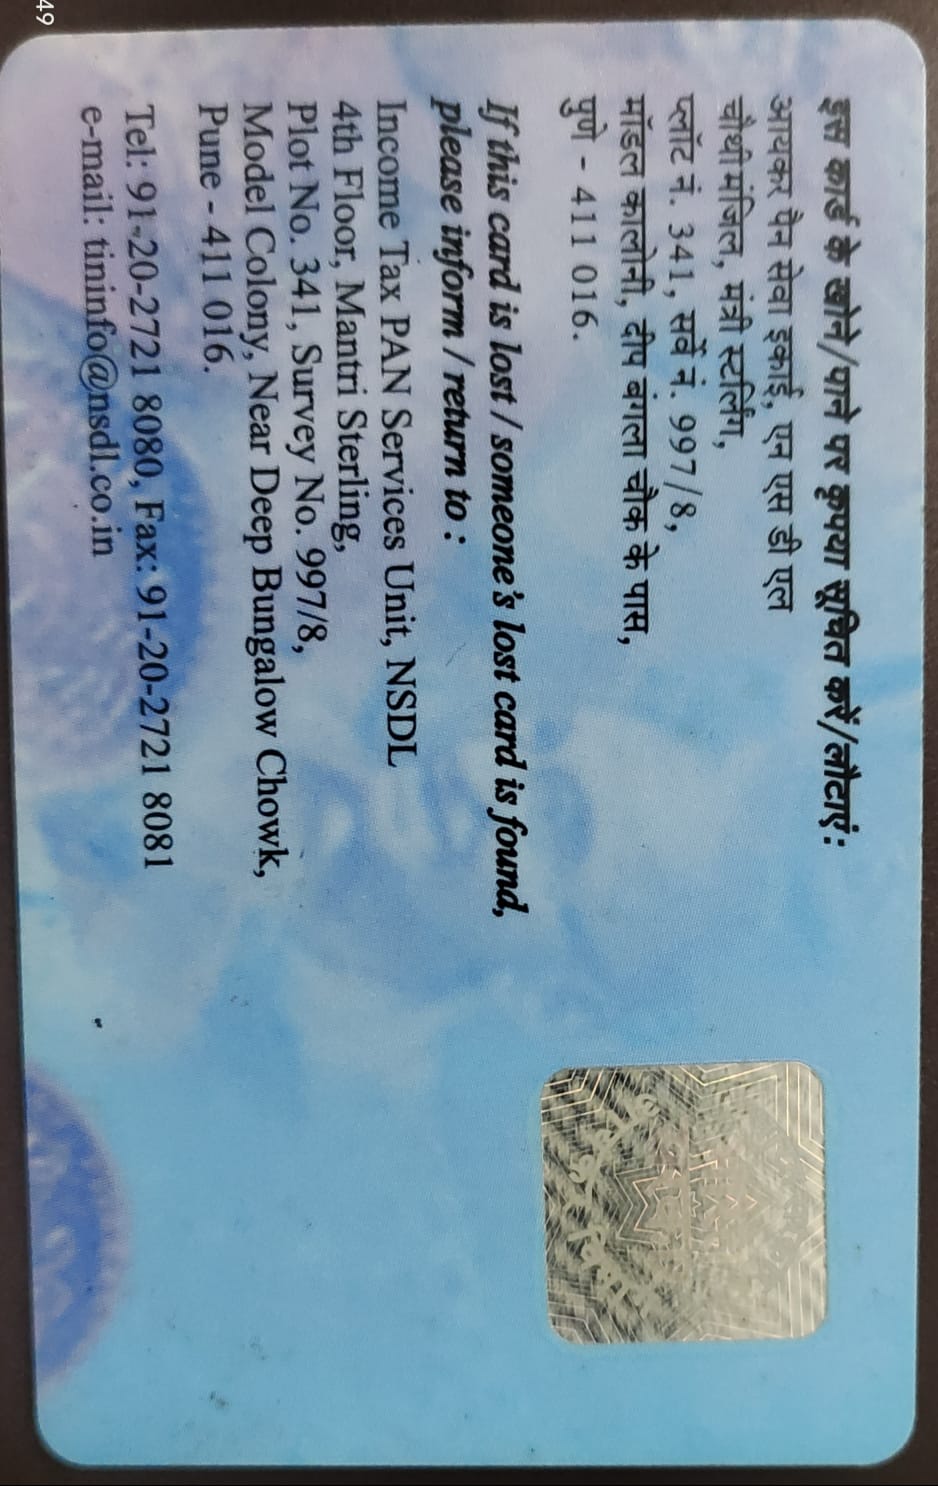 इस कार्ड के खोने/पाने पर कृपया सूचित करें/लौटाएं :
आयकर पैन सेवा इकाई, एन एस डी एल
चौथी मंजिल, मंत्री स्टर्लिंग,
प्लॉट नं. 341, सर्वे नं. 997/8,
मॉडल कालोनी, दीप बंगला चौक के पास,
पुणे - 411 016.
If this card is lost / someone's lost card is found,
please inform / return to :
Income Tax PAN Services Unit, NSDL
4th Floor, Mantri Sterling,
Plot No. 341, Survey No. 997/8,
Model Colony, Near Deep Bungalow Chowk,
Pune - 411 016.
Tel: 91-20-2721 8080, Fax: 91-20-2721 8081
e-mail: tininfo@nsdl.co.in
49